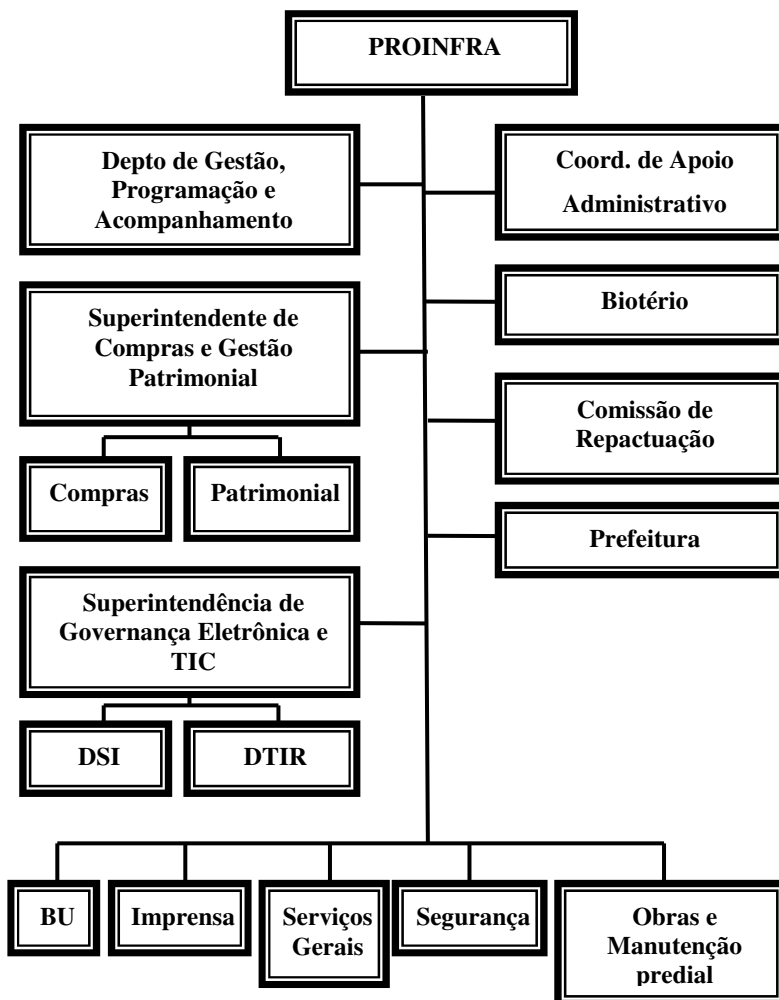 PROINFRA
Depto de Gestão,
Programação e
Acompanhamento
Coord. de Apoio
Administrativo
Superintendente de
Compras e Gestão
Patrimonial
Biotério
Comissão de
Repactuação
Compras
Patrimonial
Prefeitura
Superintendência de
Governança Eletrônica e
TIC
DSI
DTIR
BU
Imprensa
Serviços
Gerais
Segurança
Obras e
Manutenção
predial